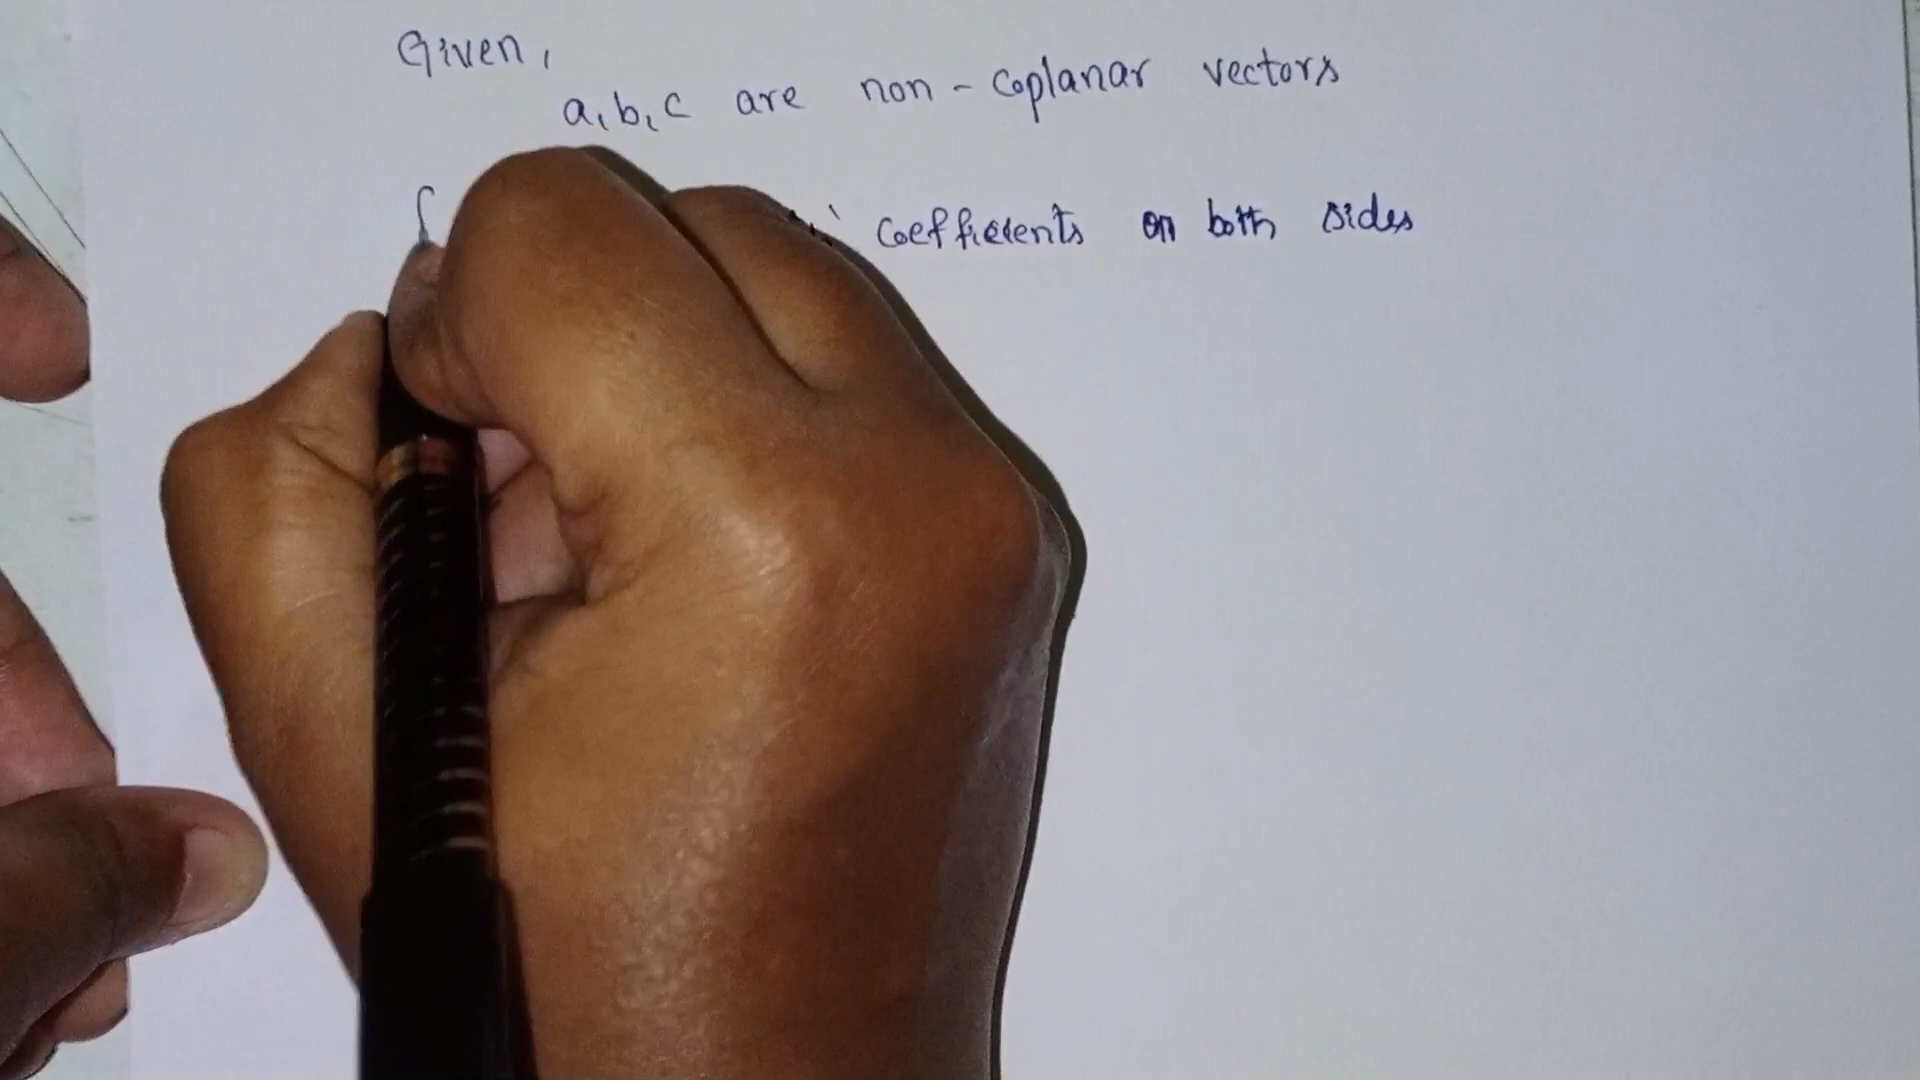 Given,
a, b, c are non-coplanar vectors
coefficients on both sides